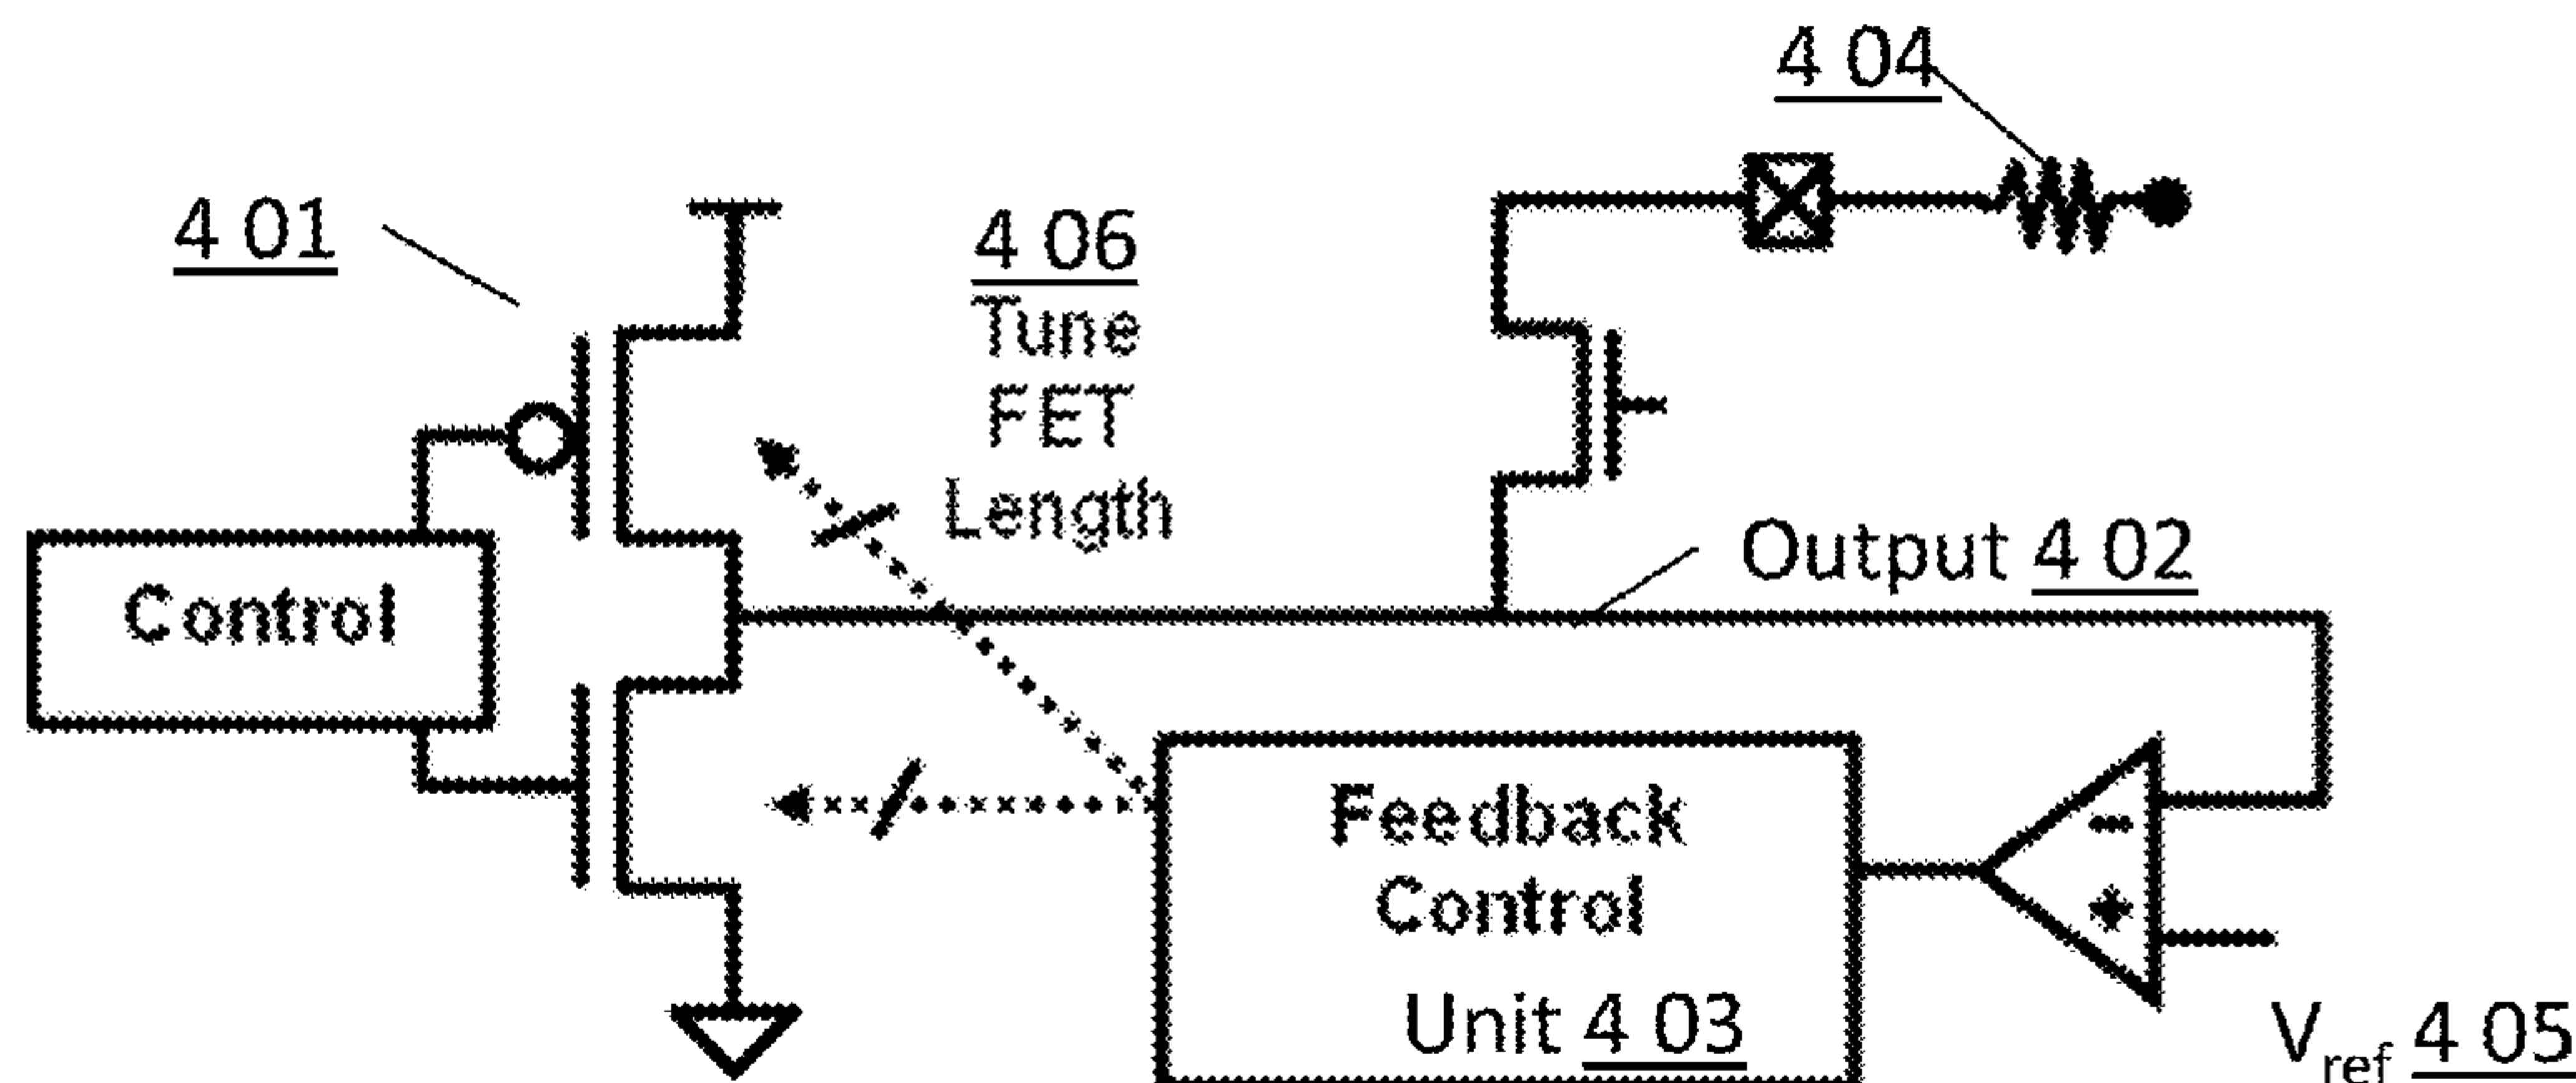 4 04
4 01
4 06
Tune
FET
Length
Output 4 02
Control
Feedback
Control
Unit 4 03
-
+
Vref 4 05